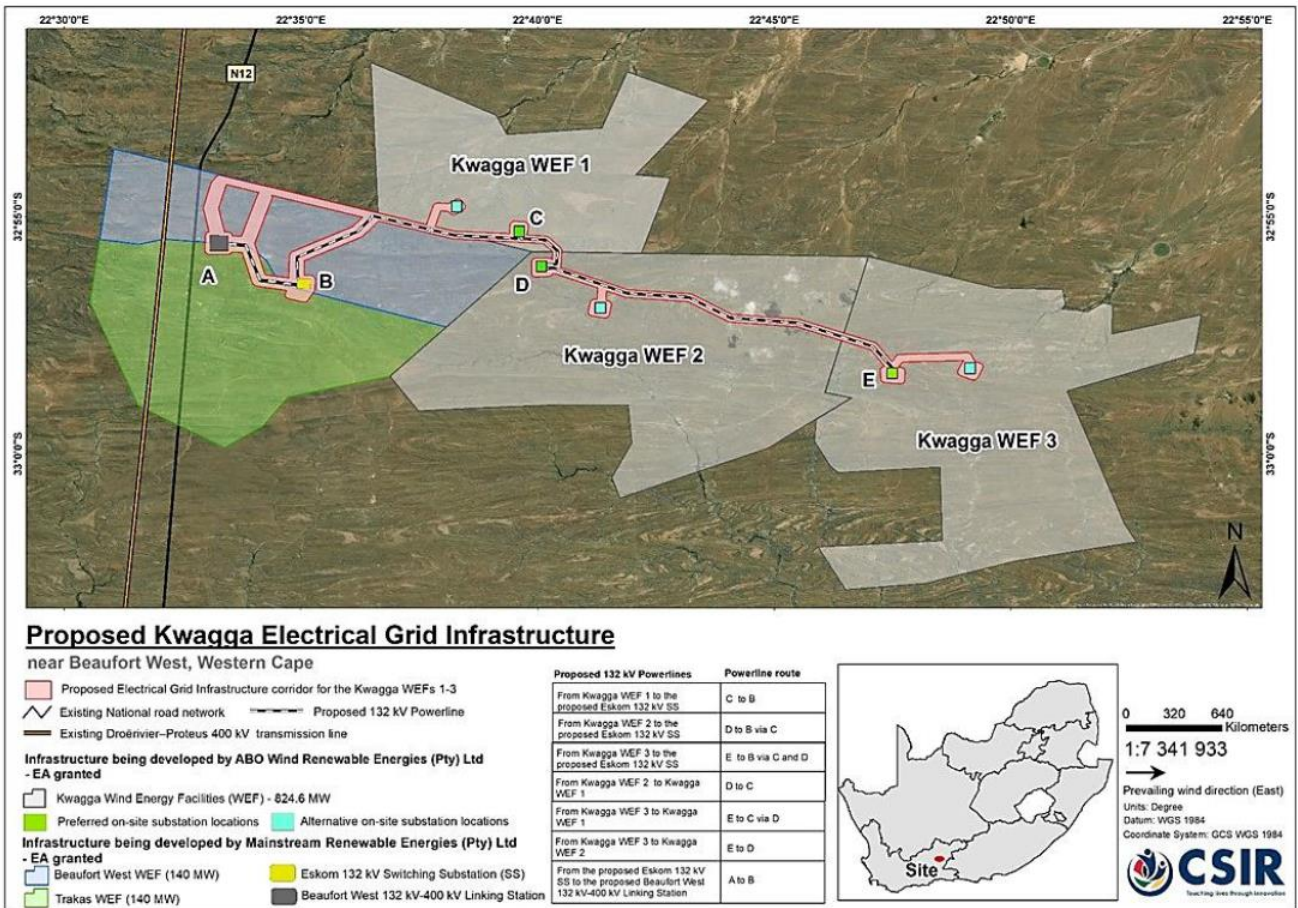 22°30'0"E 22°35'0"E 22°40'0"E 22°45'0"E 22°50'0"E 22°55'0"E
N12
32°55'0"S
32°55'0"S
33°0'0"S
33°0'0"S
Kwagga WEF 1
C
A
B
D
Kwagga WEF 2
E
Kwagga WEF 3
N
Proposed Kwagga Electrical Grid Infrastructure
near Beaufort West, Western Cape
Proposed Electrical Grid Infrastructure corridor for the Kwagga WEFs 1-3
Existing National road network
Proposed 132 kV Powerline
Existing Droërivier–Proteus 400 kV transmission line
Infrastructure being developed by ABO Wind Renewable Energies (Pty) Ltd
- EA granted
Kwagga Wind Energy Facilities (WEF) - 824.6 MW
Preferred on-site substation locations
Alternative on-site substation locations
Infrastructure being developed by Mainstream Renewable Energies (Pty) Ltd
- EA granted
Beaufort West WEF (140 MW)
Eskom 132 kV Switching Substation (SS)
Trakas WEF (140 MW)
Beaufort West 132 kV-400 kV Linking Station
Proposed 132 kV Powerlines Powerline route
From Kwagga WEF 1 to the
proposed Eskom 132 kV SS
C to B
From Kwagga WEF 2 to the
proposed Eskom 132 kV SS
D to B via C
From Kwagga WEF 3 to the
proposed Eskom 132 kV SS
E to B via C and D
From Kwagga WEF 2 to Kwagga
WEF 1
D to C
From Kwagga WEF 3 to Kwagga
WEF 1
E to C via D
From Kwagga WEF 3 to Kwagga
WEF 2
E to D
From the proposed Eskom 132 kV
SS to the proposed Beaufort West
132 kV-400 kV Linking Station
A to B
Site
0 320 640
Kilometers
1:7 341 933
Prevailing wind direction (East)
Units: Degree
Datum: WGS 1984
Coordinate System: GCS WGS 1984
CSIR
Touching lives through innovation